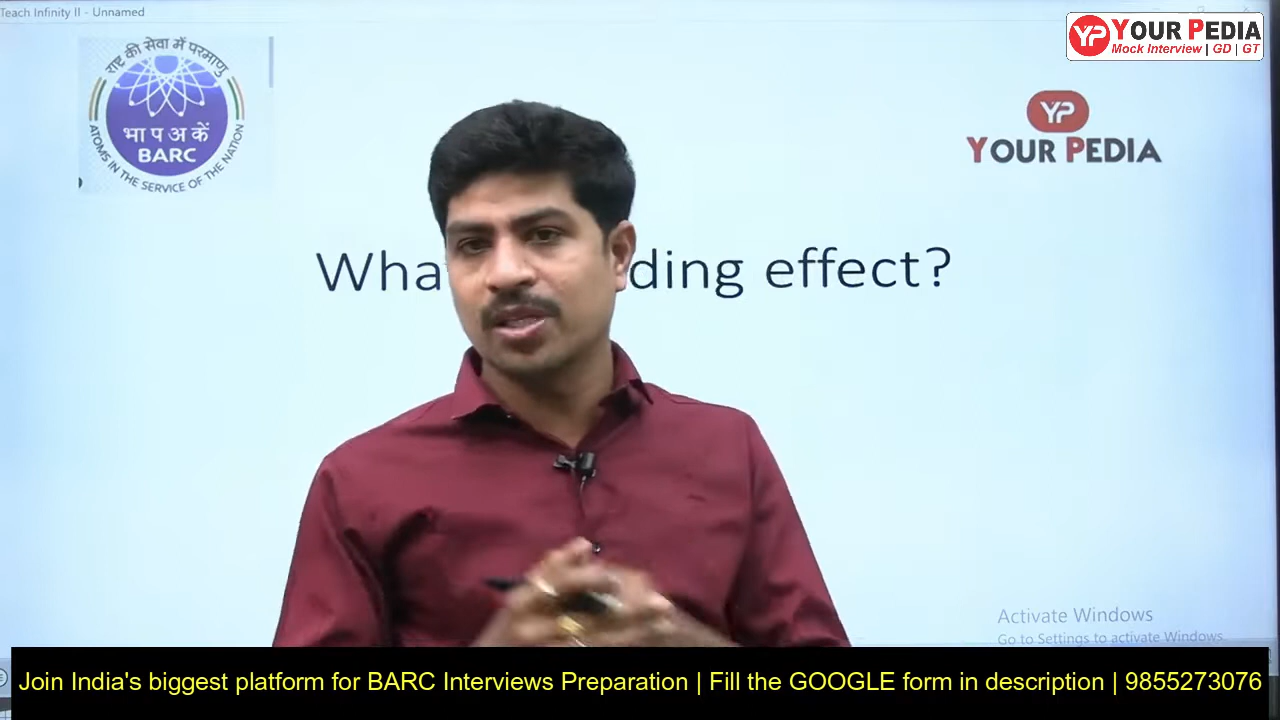 Teach Infinity II - Unnamed
YP YOUR PEDIA
Mock Interview | GD | GT
राष्ट्र की सेवा में परमाणु
भा प अ कें
BARC
ATOMS IN THE SERVICE OF THE NATION
YP
YOUR PEDIA
effect?
Activate Windows
Go to Settings to activate Windows.
Join India's biggest platform for BARC Interviews Preparation | Fill the GOOGLE form in description | 9855273076